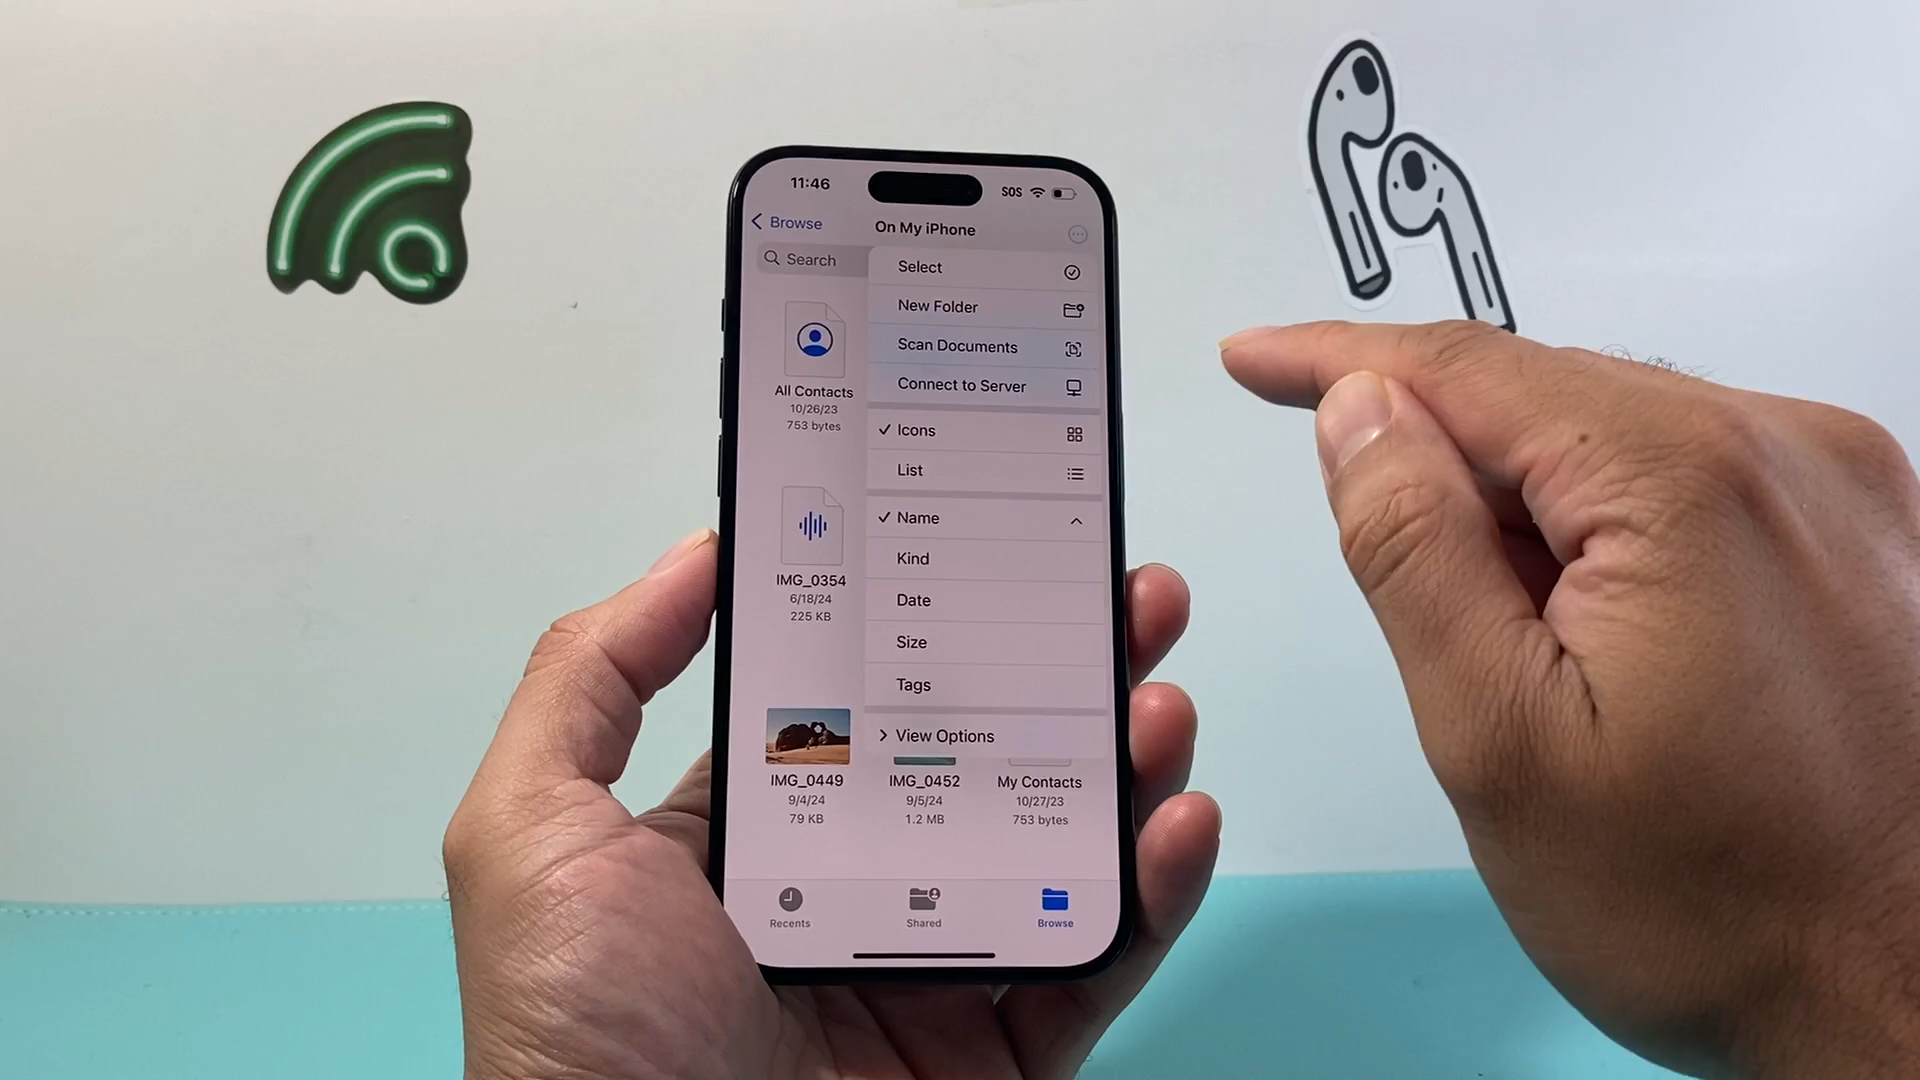 11:46
SOS
Browse
On My iPhone
Search
Select
New Folder
Scan Documents
Connect to Server
Icons
List
Name
Kind
Date
Size
Tags
View Options
All Contacts
10/26/23
753 bytes
IMG_0354
6/18/24
225 KB
IMG_0449
9/4/24
79 KB
IMG_0452
9/5/24
1.2 MB
My Contacts
10/27/23
753 bytes
Recents
Shared
Browse